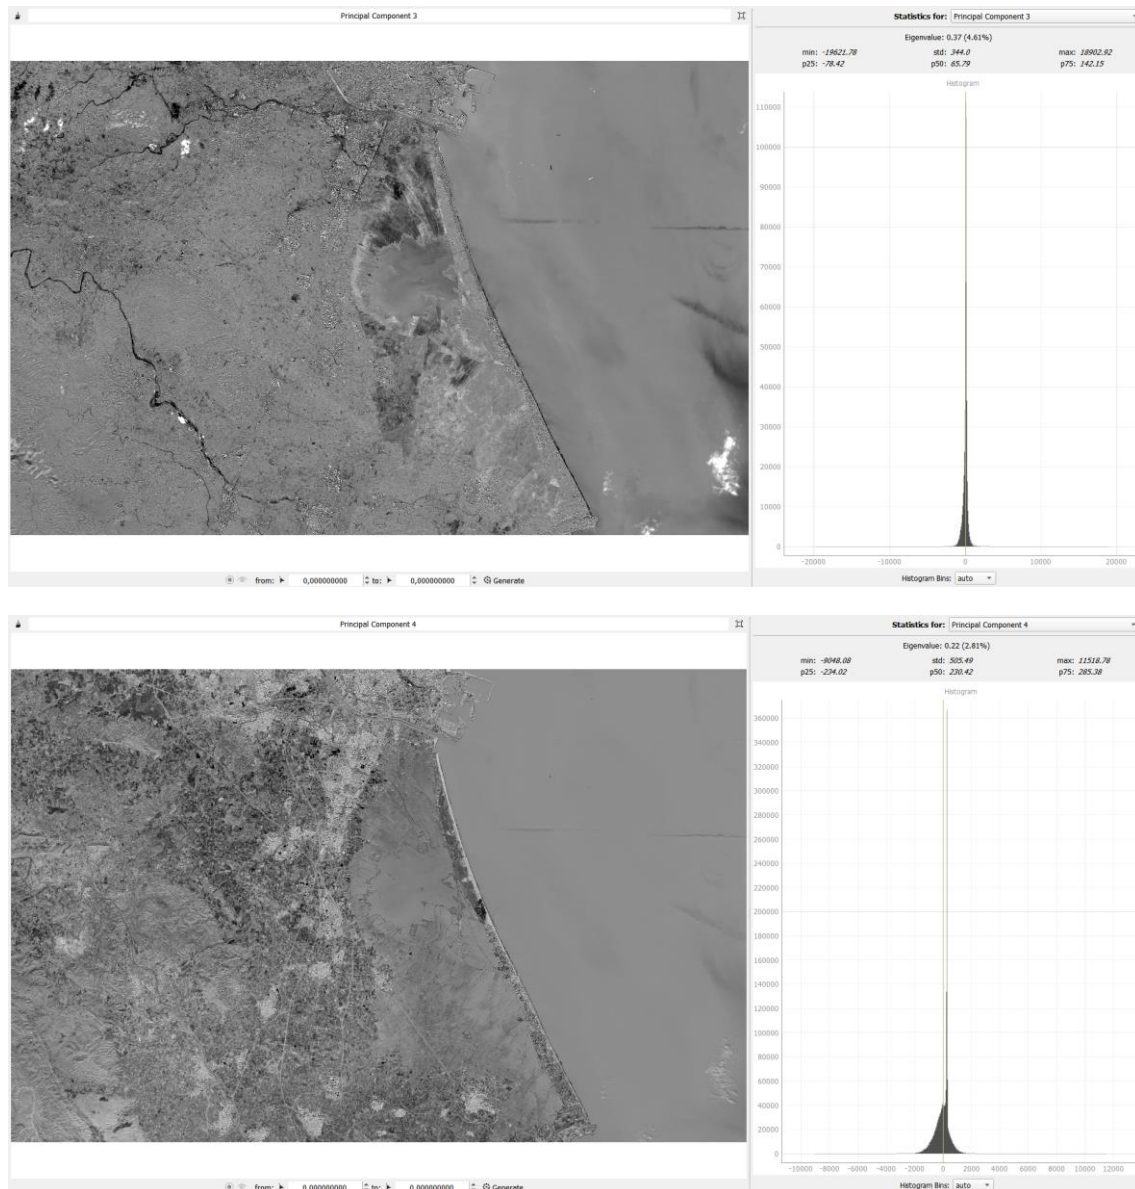 Principal Component 3
Statistics for: Principal Component 3
Eigenvalue: 0.37 (4.61%)
min: -19621.78 std: 344.0 max: 18902.92
p25: -78.42 p50: 65.79 p75: 142.15
Histogram
110000
100000
90000
80000
70000
60000
50000
40000
30000
20000
10000
0
-20000 -10000 0 10000 20000
from: 0,000000000 to: 0,000000000 Generate
Histogram Bins: auto
Principal Component 4
Statistics for: Principal Component 4
Eigenvalue: 0.22 (2.81%)
min: -9048.08 std: 505.49 max: 11518.78
p25: -234.02 p50: 230.42 p75: 285.38
Histogram
360000
340000
320000
300000
280000
260000
240000
220000
200000
180000
160000
140000
120000
100000
80000
60000
40000
20000
0
-10000 -8000 -6000 -4000 -2000 0 2000 4000 6000 8000 10000 12000
from: 0,000000000 to: 0,000000000 Generate
Histogram Bins: auto